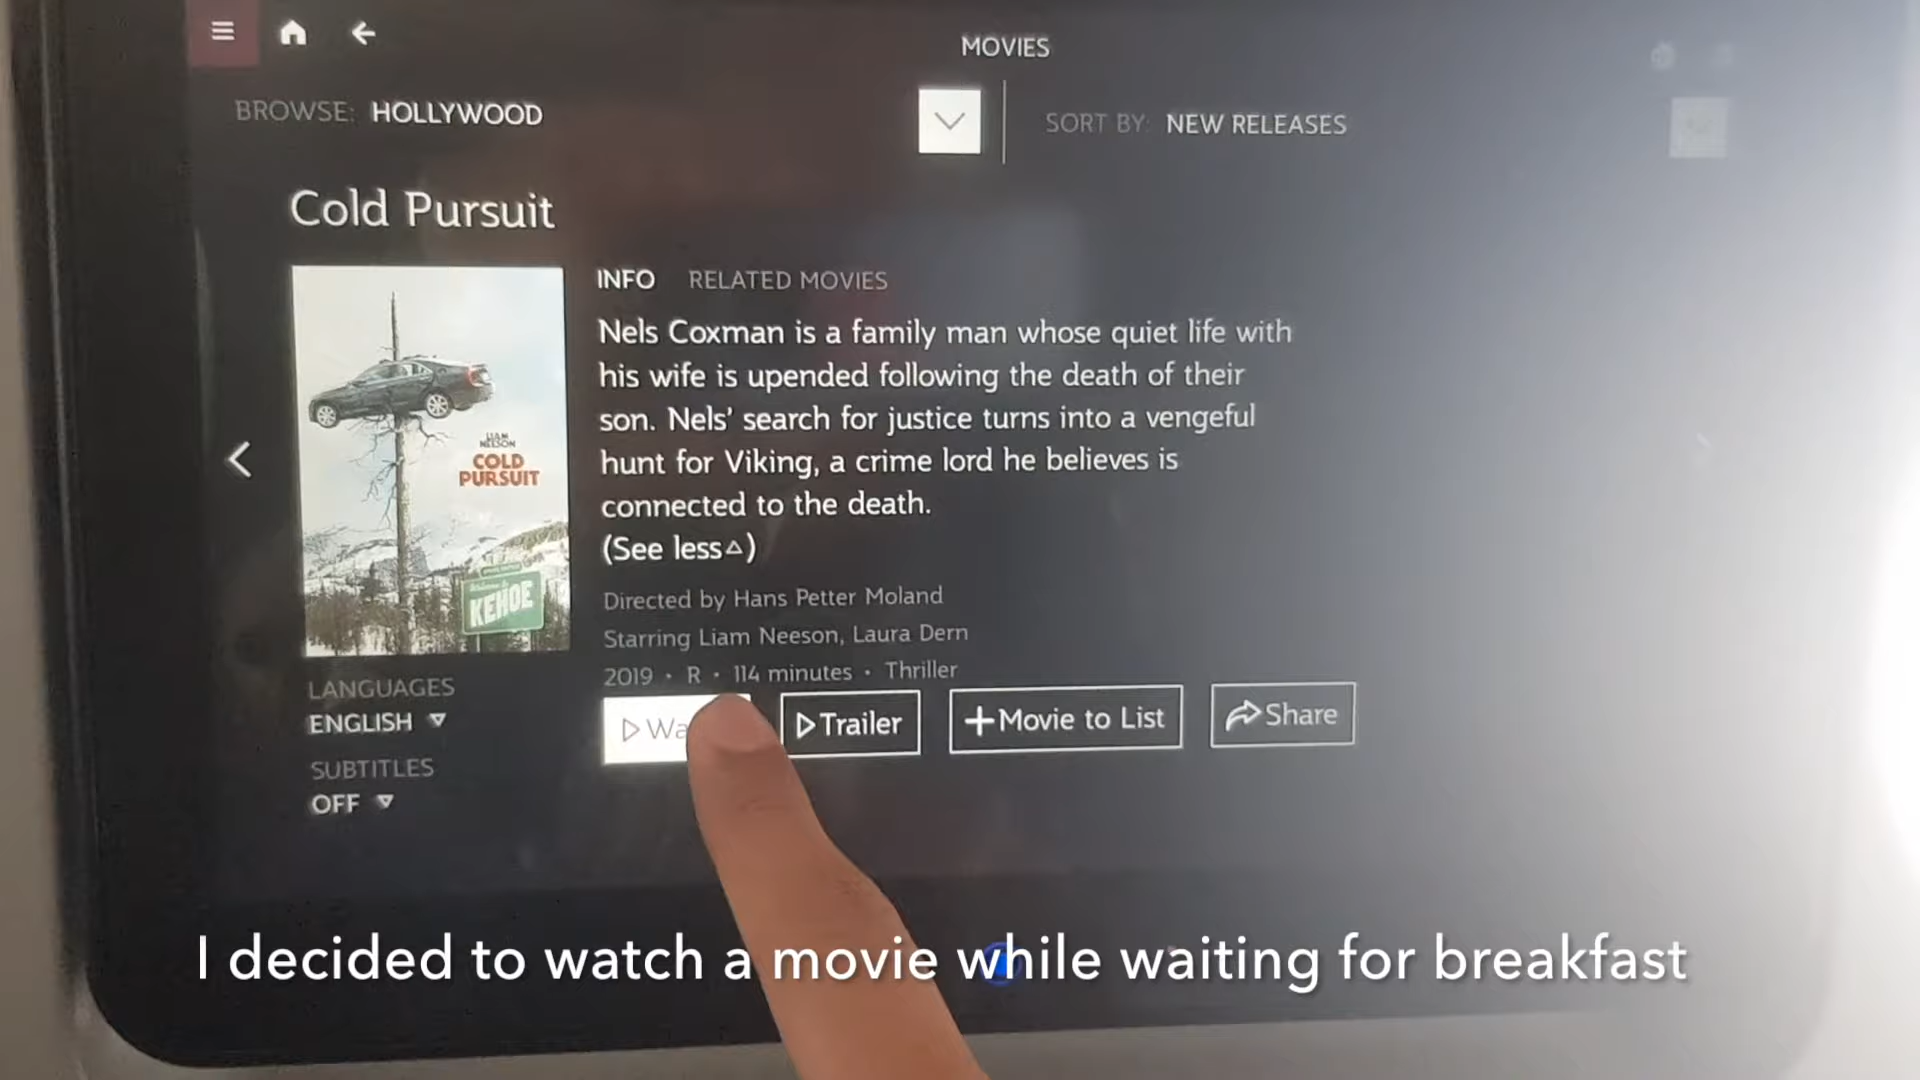 MOVIES
BROWSE: HOLLYWOOD
SORT BY: NEW RELEASES
Cold Pursuit
INFO RELATED MOVIES
Nels Coxman is a family man whose quiet life with
his wife is upended following the death of their
son. Nels' search for justice turns into a vengeful
hunt for Viking, a crime lord he believes is
connected to the death.
(See less△)
Directed by Hans Petter Moland
Starring Liam Neeson, Laura Dern
2019 • R • 114 minutes • Thriller
LIAM
NEESON
COLD
PURSUIT
Welcome to
KEHOE
LANGUAGES
ENGLISH
SUBTITLES
OFF
Trailer
+Movie to List
Share
I decided to watch a movie while waiting for breakfast